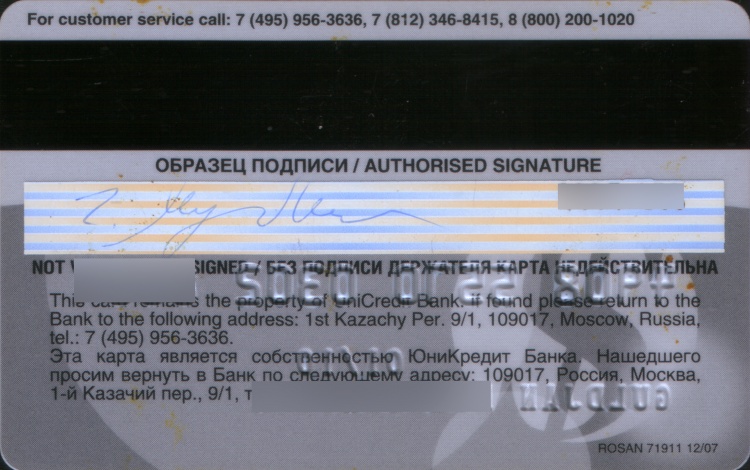 For customer service call: 7 (495) 956-3636, 7 (812) 346-8415, 8 (800) 200-1020
ОБРАЗЕЦ ПОДПИСИ / AUTHORISED SIGNATURE
NOT SIGNED / БЕЗ ПОДПИСИ ДЕРЖАТЕЛЯ КАРТА НЕДЕЙСТВИТЕЛЬНА
This card remains the property of UniCredit Bank. If found please return to the
Bank to the following address: 1st Kazachy Per. 9/1, 109017, Moscow, Russia,
tel.: 7 (495) 956-3636.
Эта карта является собственностью ЮниКредит Банка. Нашедшего
просим вернуть в Банк по следующему адресу: 109017, Россия, Москва,
1-й Казачий пер., 9/1, т
ROSAN 71911 12/07